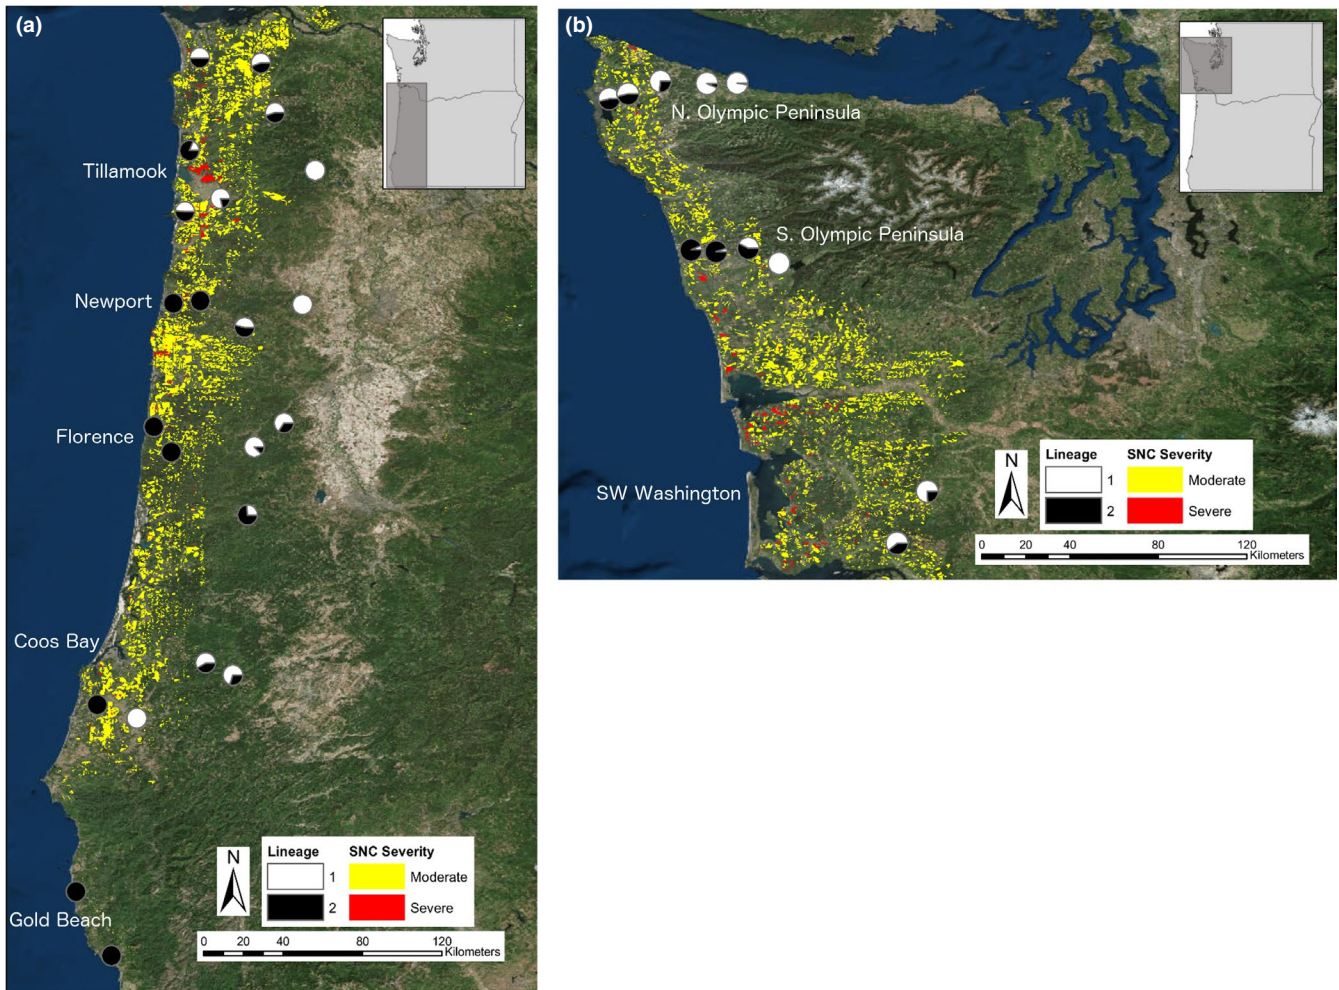 (a)
Tillamook
Newport
Florence
Coos Bay
Gold Beach
N
Lineage
SNC Severity
1
Moderate
2
Severe
0 20 40 80 120
Kilometers
(b)
N. Olympic Peninsula
S. Olympic Peninsula
SW Washington
N
Lineage
SNC Severity
1
Moderate
2
Severe
0 20 40 80 120
Kilometers